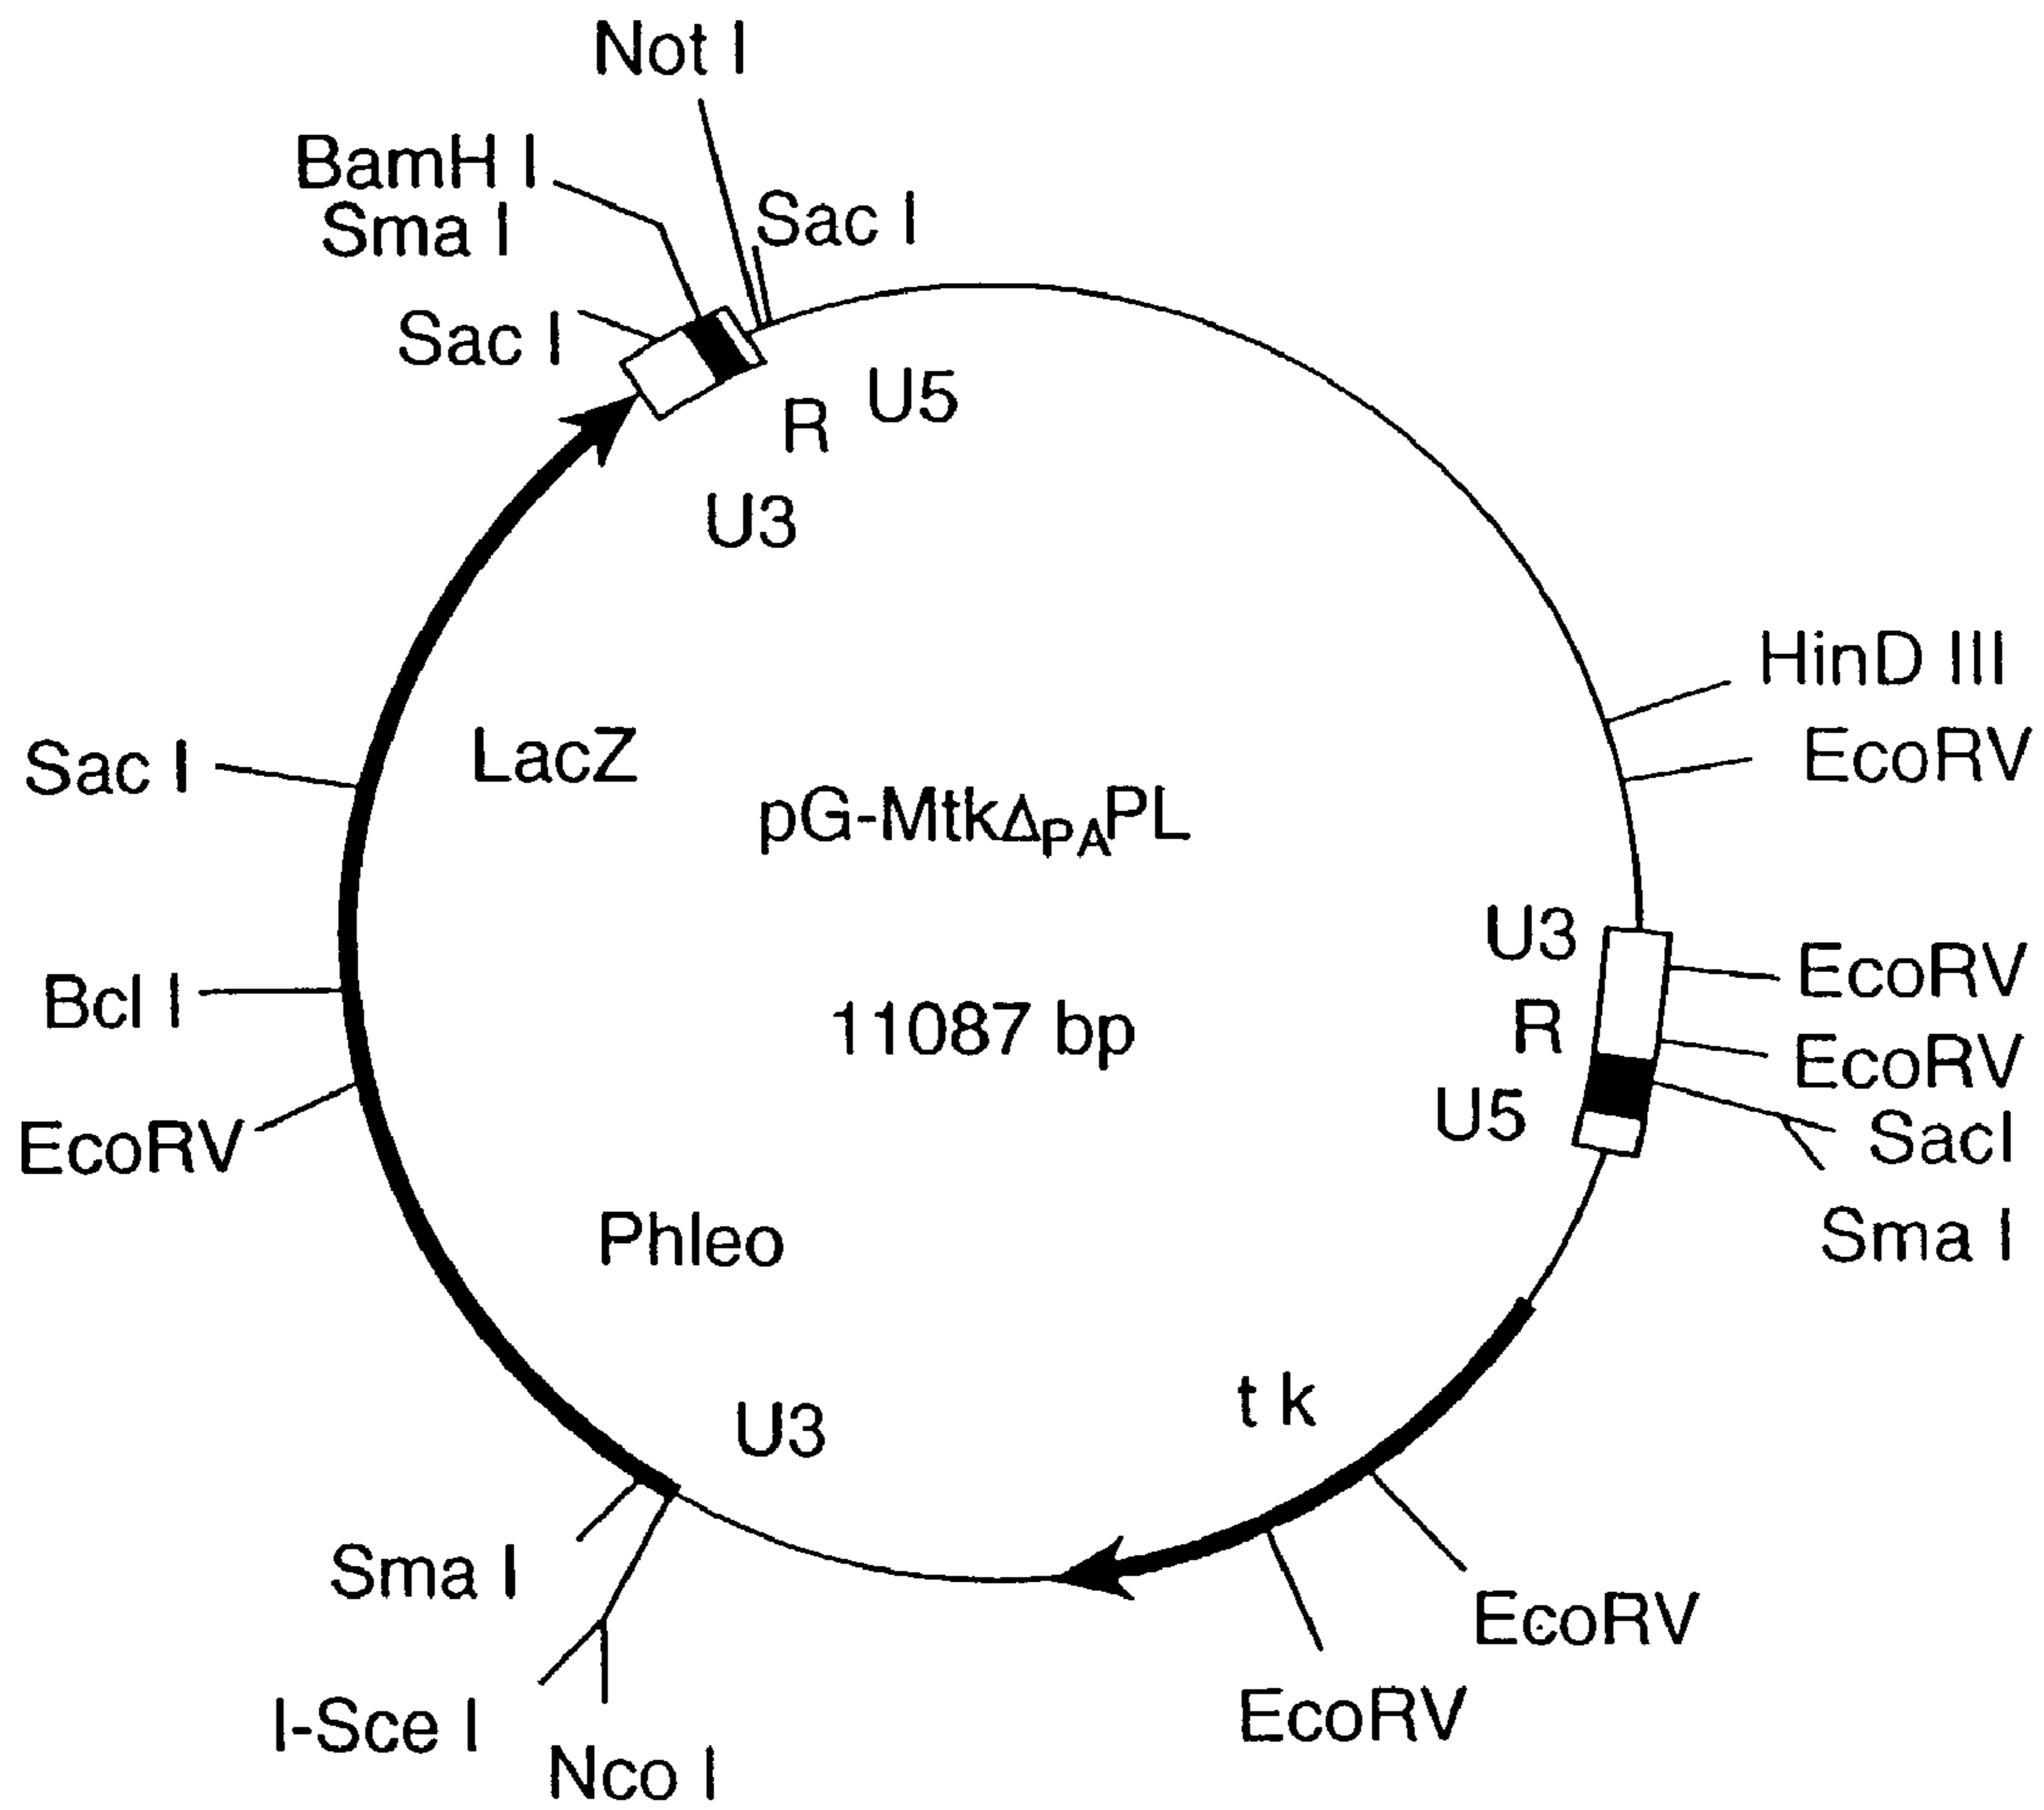 Not I
BamH I
Sma I
Sac I
Sac I
R
U5
U3
HinD III
EcoRV
Sac I
LacZ
pG-MtkΔPAPL
U3
EcoRV
Bcl I
11087 bp
R
EcoRV
EcoRV
U5
SacI
Sma I
Phleo
t k
U3
Sma I
EcoRV
I-Sce I
EcoRV
Nco I